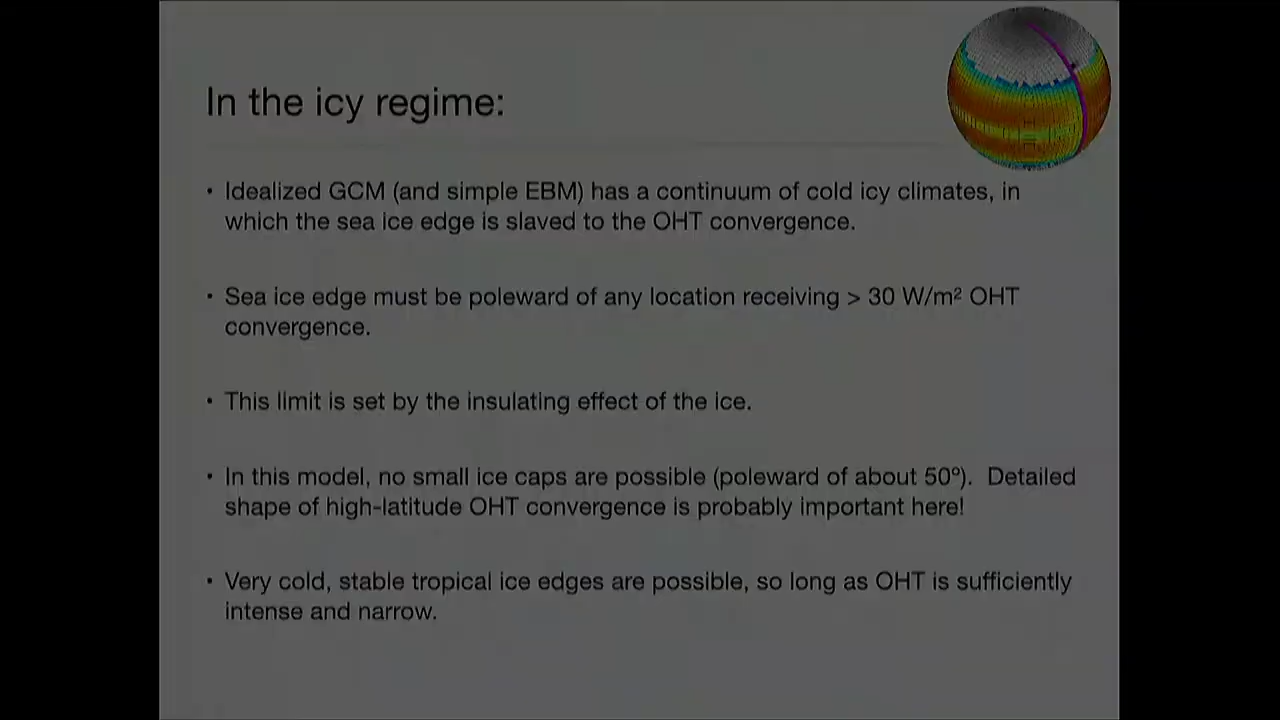 In the icy regime:
• Idealized GCM (and simple EBM) has a continuum of cold icy climates, in
which the sea ice edge is slaved to the OHT convergence.
• Sea ice edge must be poleward of any location receiving > 30 W/m² OHT
convergence.
• This limit is set by the insulating effect of the ice.
• In this model, no small ice caps are possible (poleward of about 50º).  Detailed
shape of high-latitude OHT convergence is probably important here!
• Very cold, stable tropical ice edges are possible, so long as OHT is sufficiently
intense and narrow.